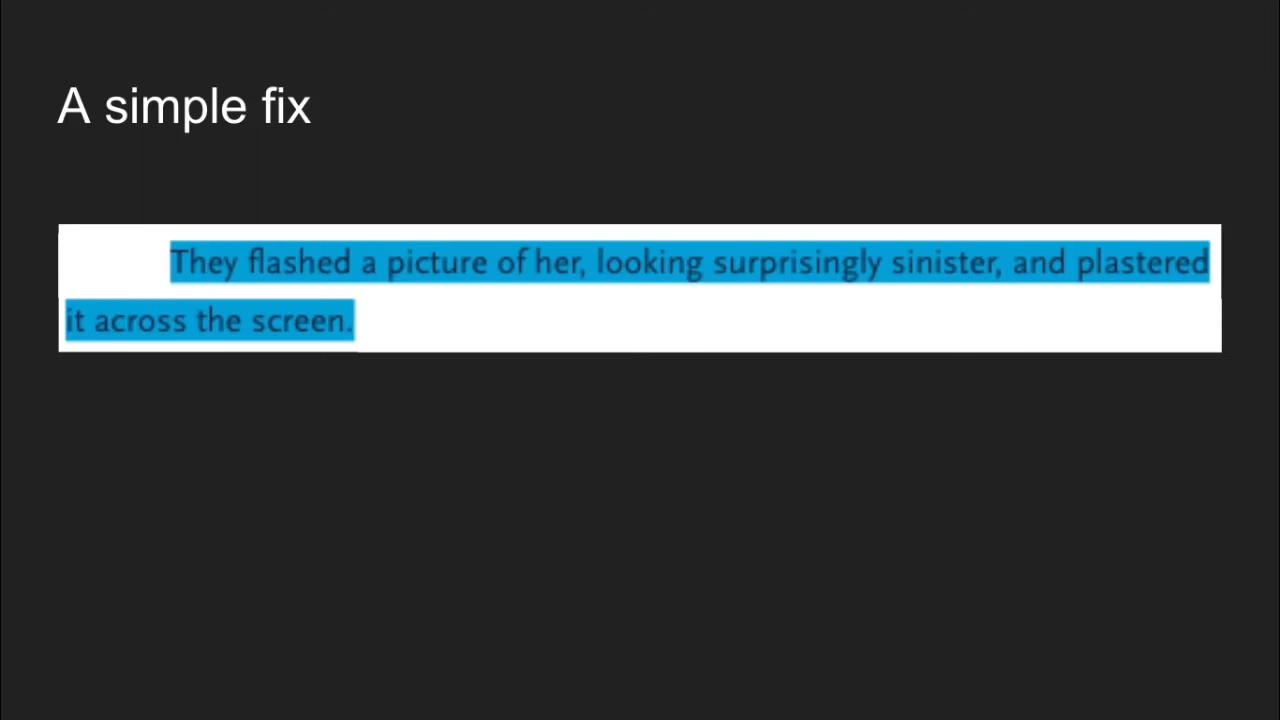 A simple fix
They flashed a picture of her, looking surprisingly sinister, and plastered
it across the screen.